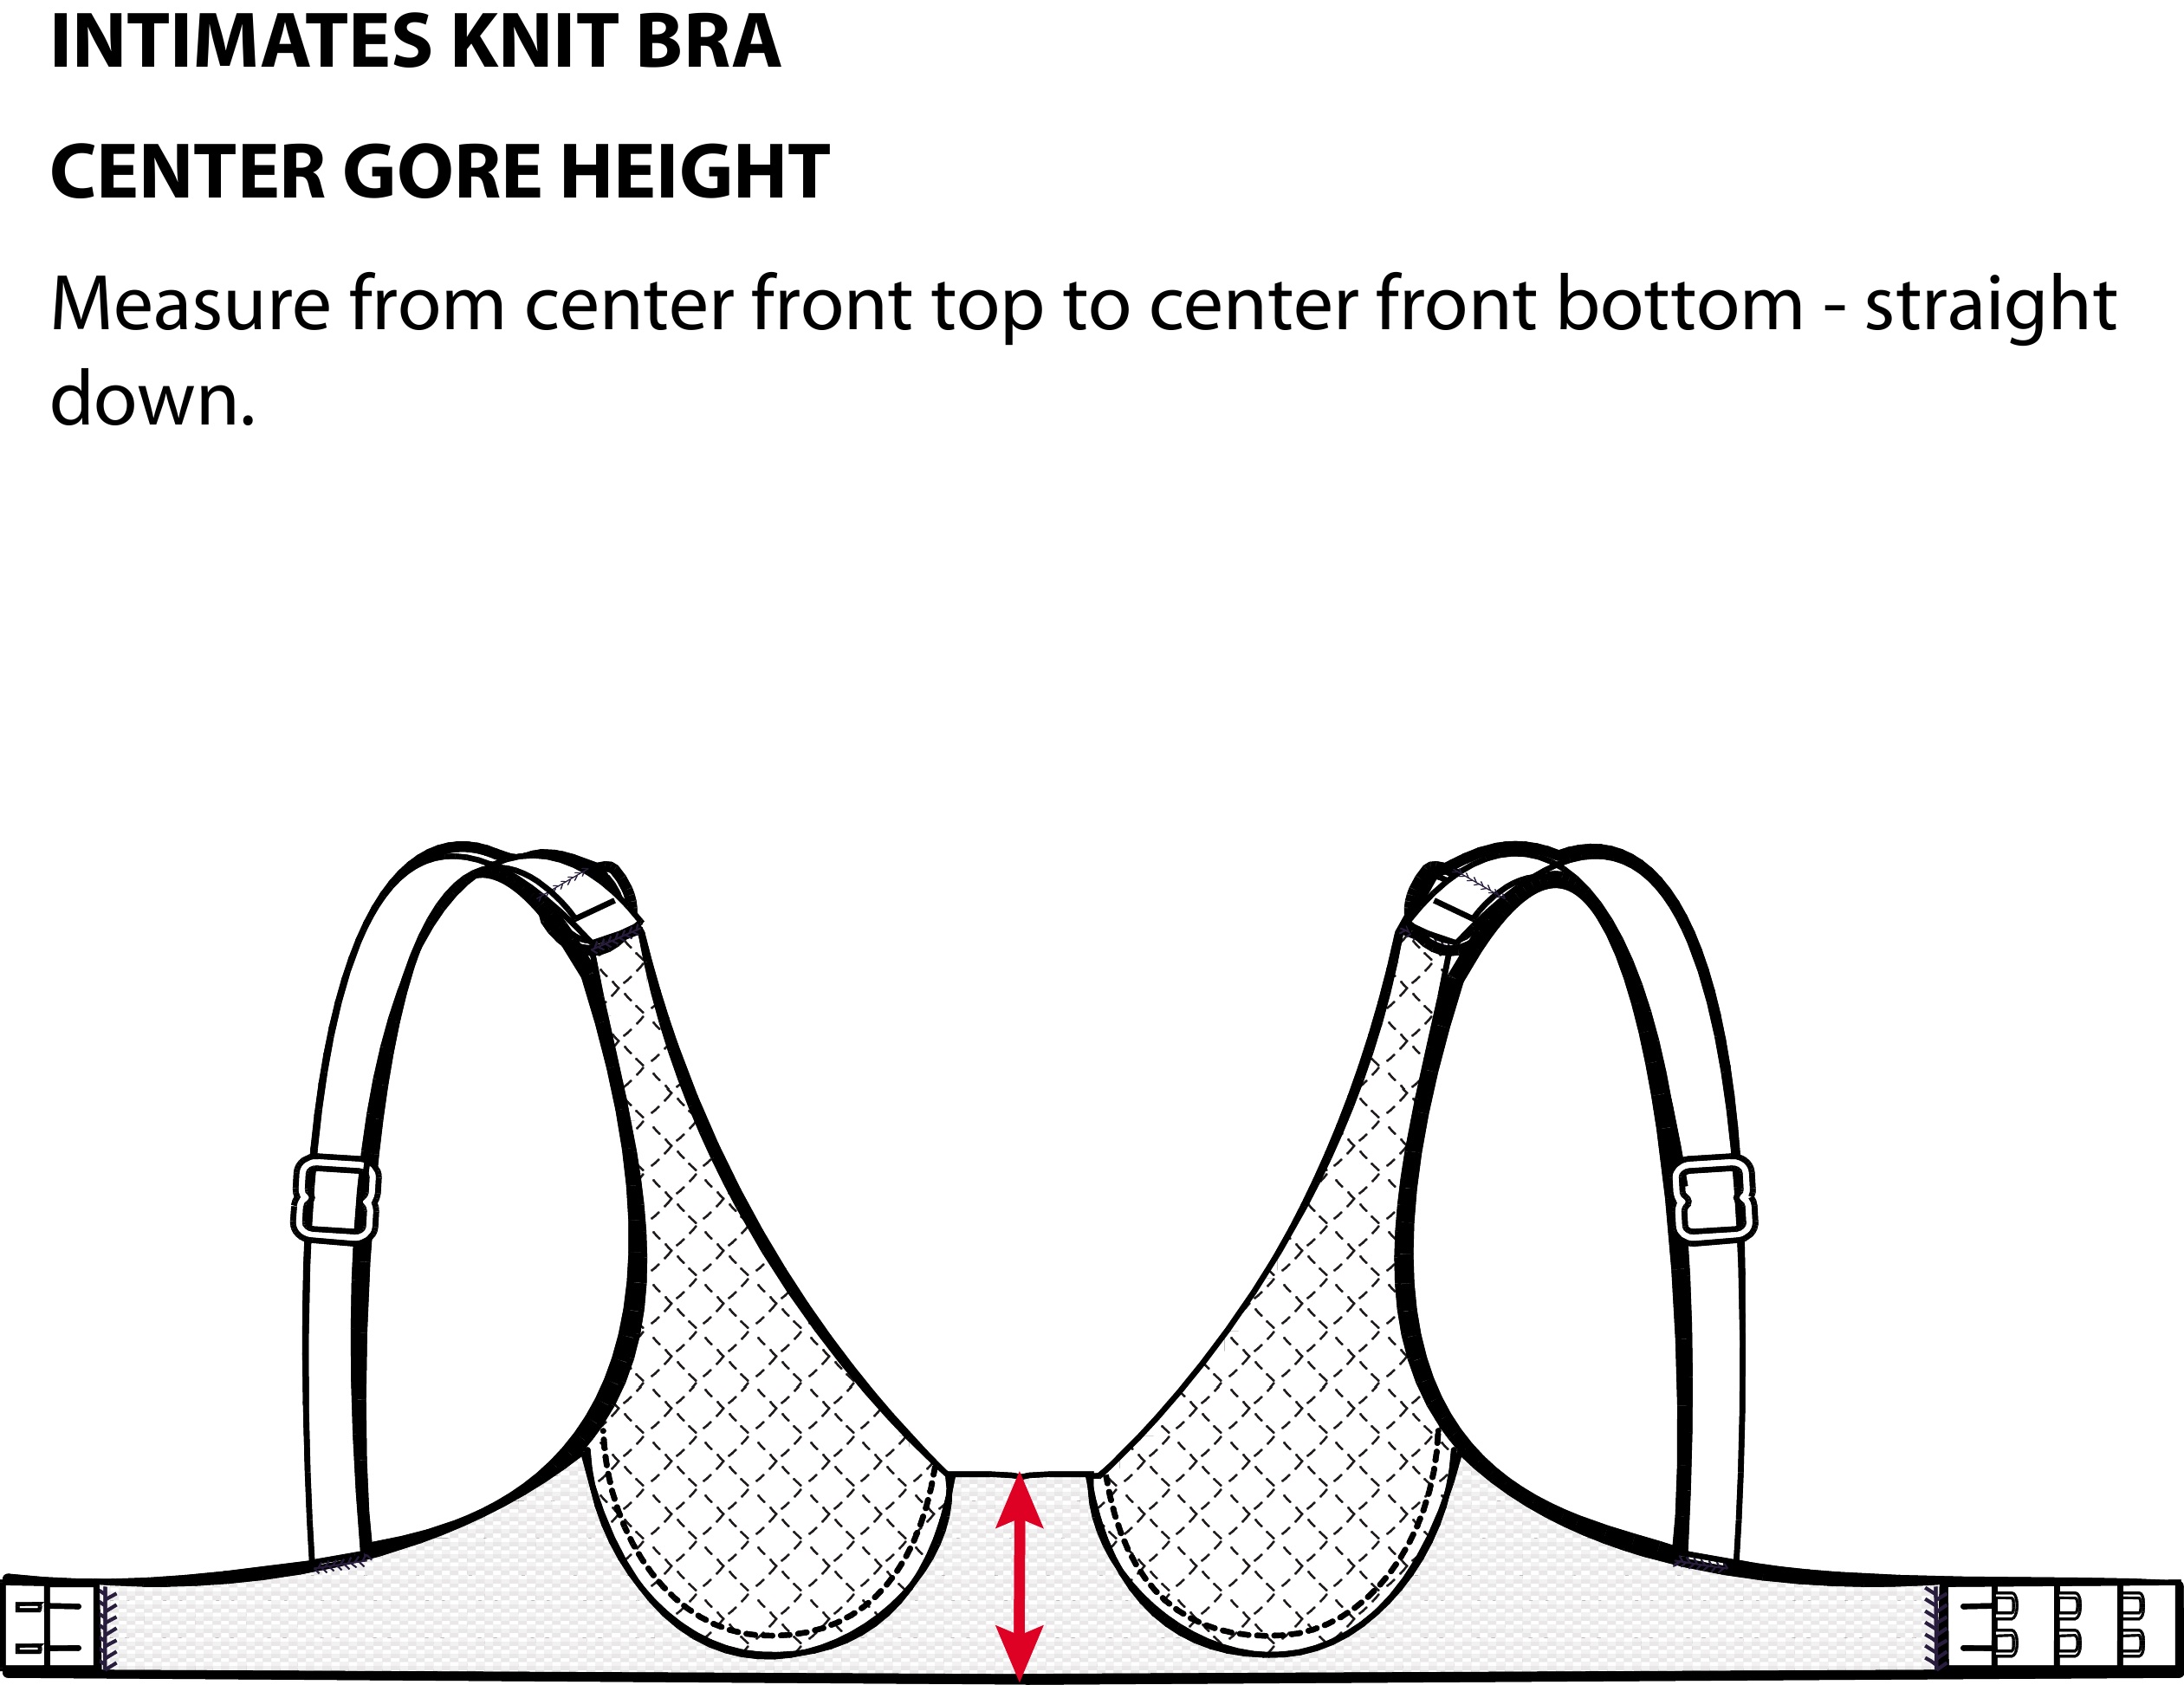 INTIMATES KNIT BRA
CENTER GORE HEIGHT
Measure from center front top to center front bottom - straight
down.